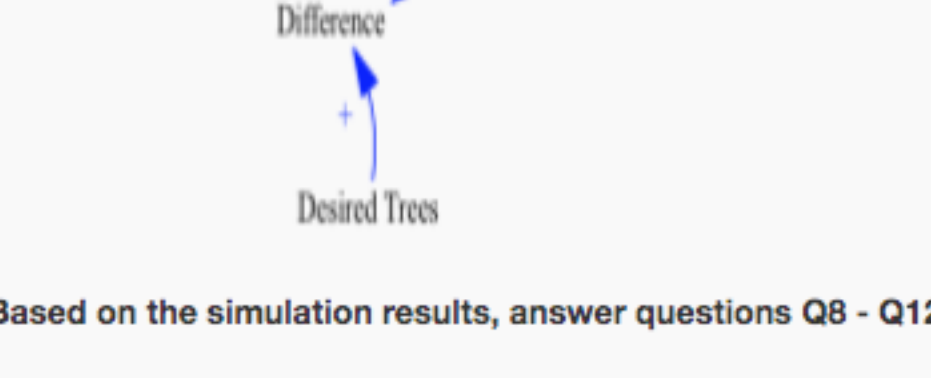 Difference
+
Desired Trees
Based on the simulation results, answer questions Q8 - Q12